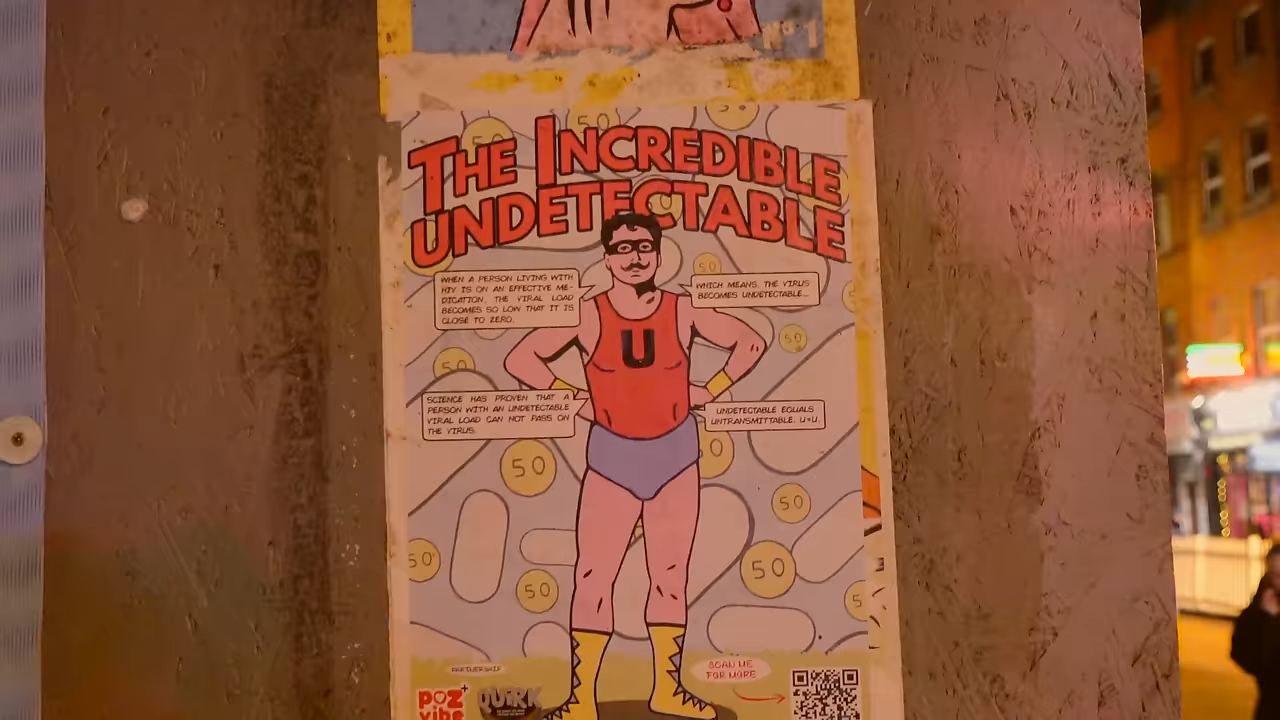 THE INCREDIBLE
UNDETECTABLE
WHEN A PERSON LIVING WITH
HIV IS ON AN EFFECTIVE ME-
DICATION, THE VIRAL LOAD
BECOMES SO LOW THAT IT IS
CLOSE TO ZERO.
WHICH MEANS, THE VIRUS
BECOMES UNDETECTABLE...
U
SCIENCE HAS PROVEN THAT A
PERSON WITH AN UNDETECTABLE
VIRAL LOAD CAN NOT PASS ON
THE VIRUS.
UNDETECTABLE EQUALS
UNTRANSMITTABLE. U=U.
50
50
50
50
50
50
50
50
50
50
50
PARTNERSHIP
SCAN ME
FOR MORE
poz+
vibe
QUIRK